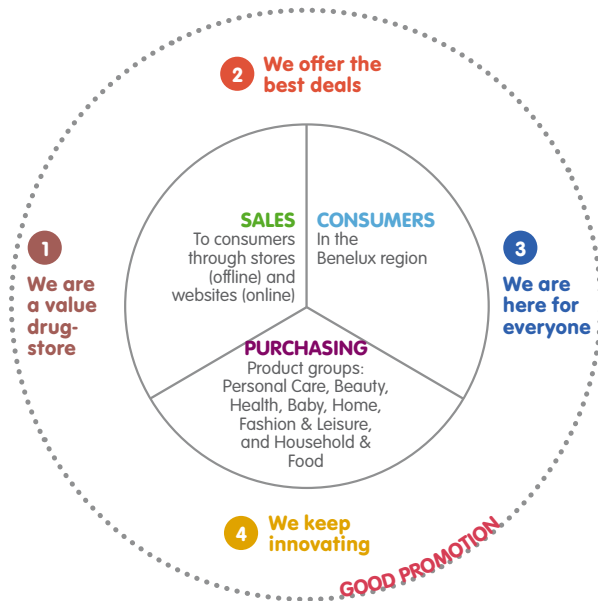 2 We offer the
best deals
1
We are
a value
drug-
store
SALES
To consumers
through stores
(offline) and
websites (online)
CONSUMERS
In the
Benelux region
3
We are
here for
everyone
PURCHASING
Product groups:
Personal Care, Beauty,
Health, Baby, Home,
Fashion & Leisure,
and Household &
Food
4 We keep
innovating
GOOD PROMOTION